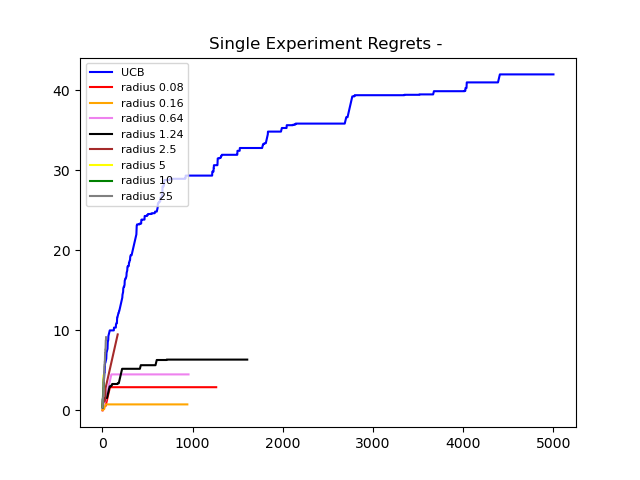 Single Experiment Regrets -
UCB
radius 0.08
radius 0.16
radius 0.64
radius 1.24
radius 2.5
radius 5
radius 10
radius 25
40
30
20
10
0
0 1000 2000 3000 4000 5000